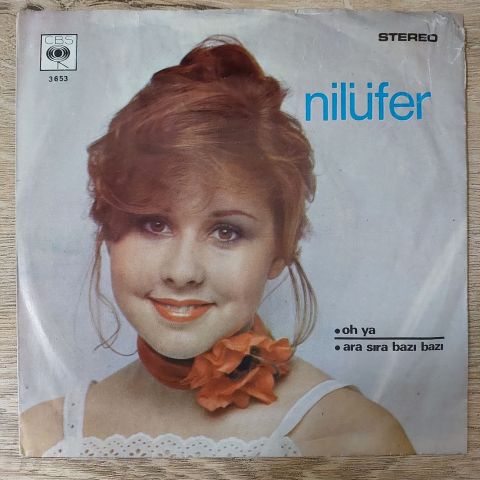 CBS
3653
STEREO
nilüfer
•oh ya
•ara sıra bazı bazı